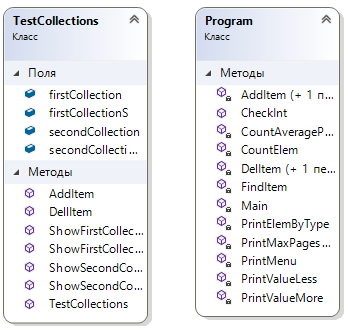 TestCollections
Класс
Поля
firstCollection
firstCollectionS
secondCollection
secondCollecti...
Методы
AddItem
DellItem
ShowFirstCollec...
ShowFirstCollec...
ShowSecondCo...
ShowSecondCo...
TestCollections
Program
Класс
Методы
AddItem (+ 1 пе...
CheckInt
CountAverageP...
CountElem
DelItem (+ 1 пе...
FindItem
Main
PrintElemByType
PrintMaxPages...
PrintMenu
PrintValueLess
PrintValueMore